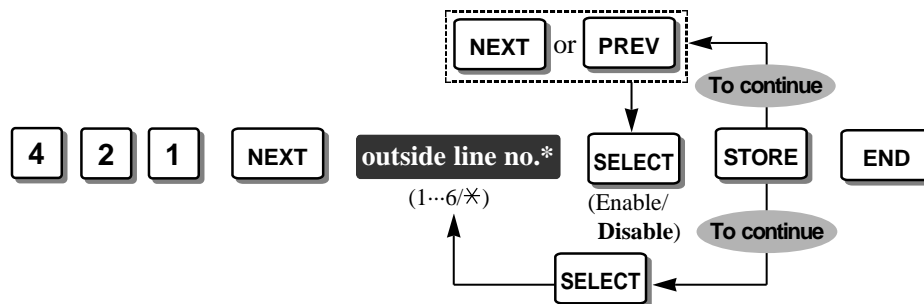 NEXT or PREV
To continue
4 2 1 NEXT outside line no.* SELECT STORE END
(1···6/✳)
(Enable/
Disable)
To continue
SELECT